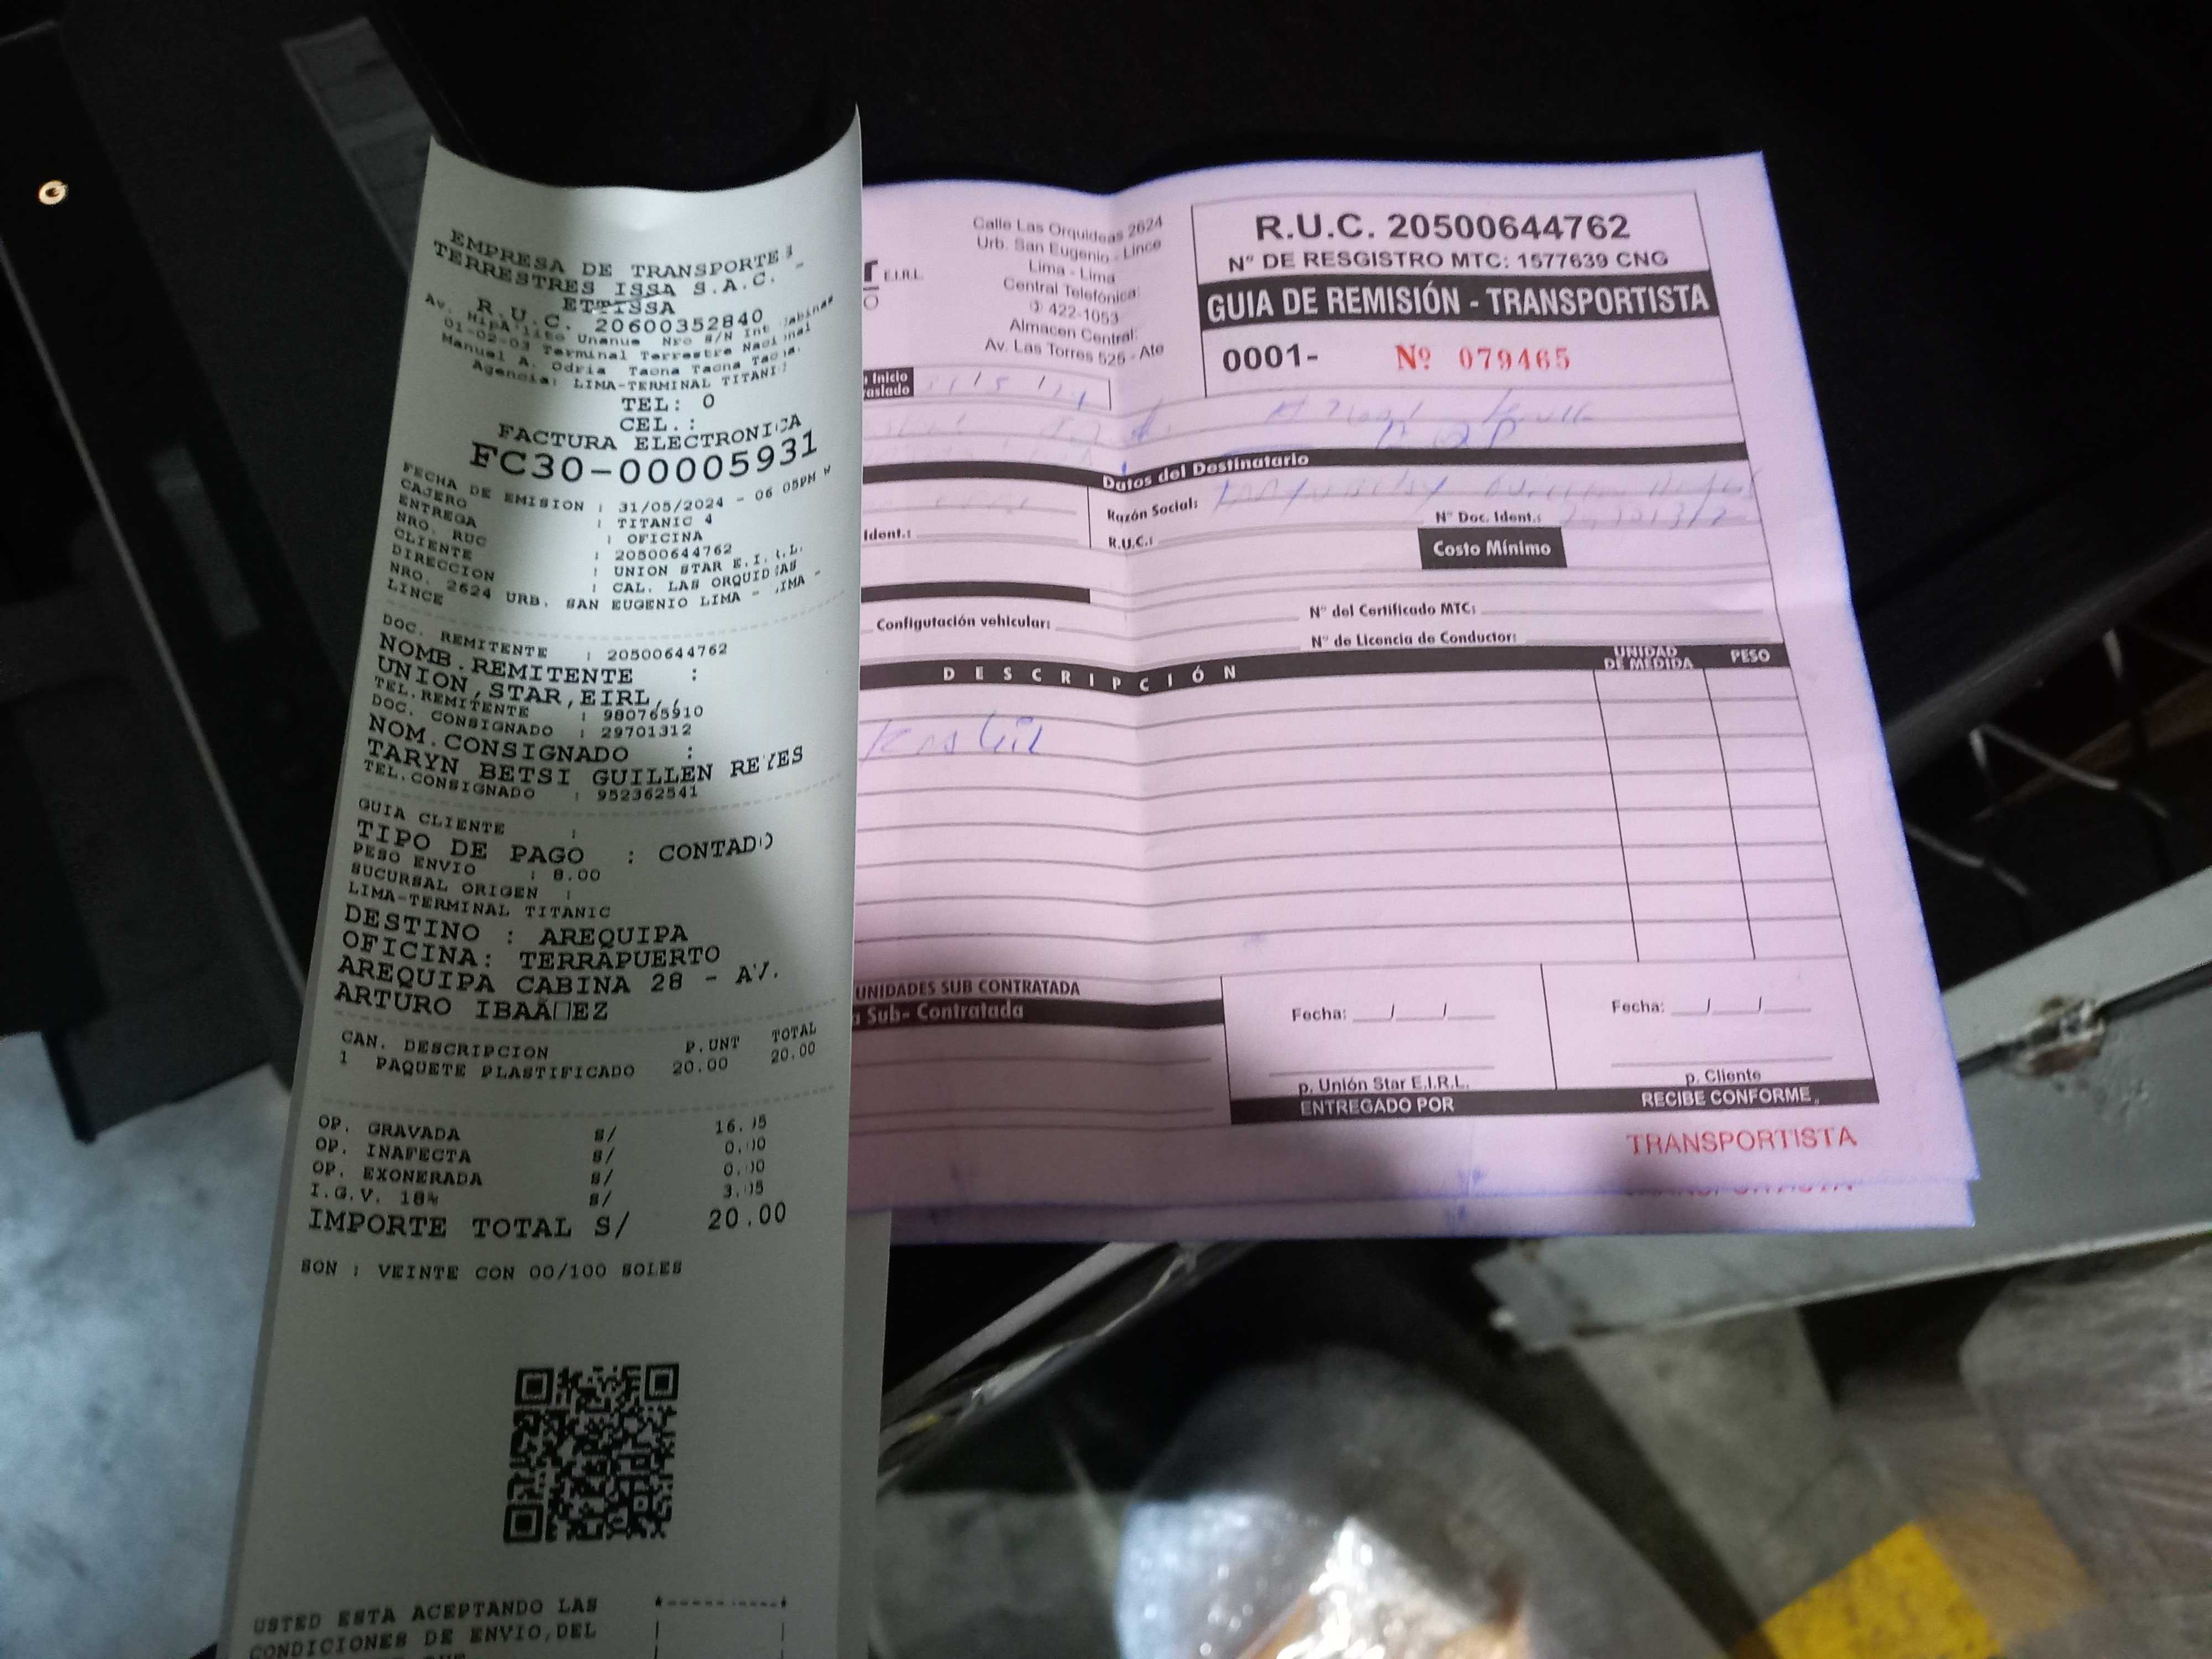 EMPRESA DE TRANSPORTES
TERRESTRES ISSA S.A.C. -
ETTISSA
R.U.C. 20600352840
Av. Hipólito Unanue Nro S/N Int Cabinas
01-02-03 Terminal Terrestre Nacional
Manuel A. Odria Tacna Tacna
Agencia: LIMA-TERMINAL TITANI
TEL: 0
CEL.:
FACTURA ELECTRONICA
FC30-00005931
FECHA DE EMISION : 31/05/2024 - 06 05PM
CAJERO : TITANIC 4
ENTREGA : OFICINA
NRO. RUC : 20500644762
CLIENTE : UNION STAR E.I.R.L.
DIRECCION : CAL. LAS ORQUIDEAS
NRO. 2624 URB. SAN EUGENIO LIMA - LIMA -
LINCE
DOC. REMITENTE : 20500644762
NOMB.REMITENTE :
UNION,STAR,EIRL,,
TEL.REMITENTE : 980765910
DOC. CONSIGNADO : 29701312
NOM.CONSIGNADO :
TARYN BETSI GUILLEN REYES
TEL.CONSIGNADO : 952362541
GUIA CLIENTE :
TIPO DE PAGO : CONTADO
PESO ENVIO : 8.00
SUCURSAL ORIGEN :
LIMA-TERMINAL TITANIC
DESTINO : AREQUIPA
OFICINA: TERRAPUERTO
AREQUIPA CABINA 28 - AV.
ARTURO IBAÃ□EZ
CAN. DESCRIPCION P.UNT TOTAL
1 PAQUETE PLASTIFICADO 20.00 20.00
OP. GRAVADA S/ 16.95
OP. INAFECTA S/ 0.00
OP. EXONERADA S/ 0.00
I.G.V. 18% S/ 3.05
IMPORTE TOTAL S/ 20.00
SON : VEINTE CON 00/100 SOLES
USTED ESTA ACEPTANDO LAS
CONDICIONES DE ENVIO,DEL
E.I.R.L.
Calle Las Orquideas 2624
Urb. San Eugenio - Lince
Lima - Lima
Central Telefónica:
✆ 422-1053
Almacen Central:
Av. Las Torres 525 - Ate
R.U.C. 20500644762
Nº DE RESGISTRO MTC: 1577639 CNG
GUIA DE REMISIÓN - TRANSPORTISTA
0001- Nº 079465
Inicio
Datos del Destinatario
Razón Social:
Nº Doc. Ident.:
Ident.:
R.U.C.:
Costo Mínimo
Configutación vehicular:
Nº del Certificado MTC:
Nº de Licencia de Conductor:
DESCRIPCIÓN
UNIDAD DE MEDIDA
PESO
UNIDADES SUB CONTRATADA
Sub- Contratada
Fecha: __/__/__
Fecha: __/__/__
p. Unión Star E.I.R.L.
p. Cliente
ENTREGADO POR
RECIBE CONFORME
TRANSPORTISTA